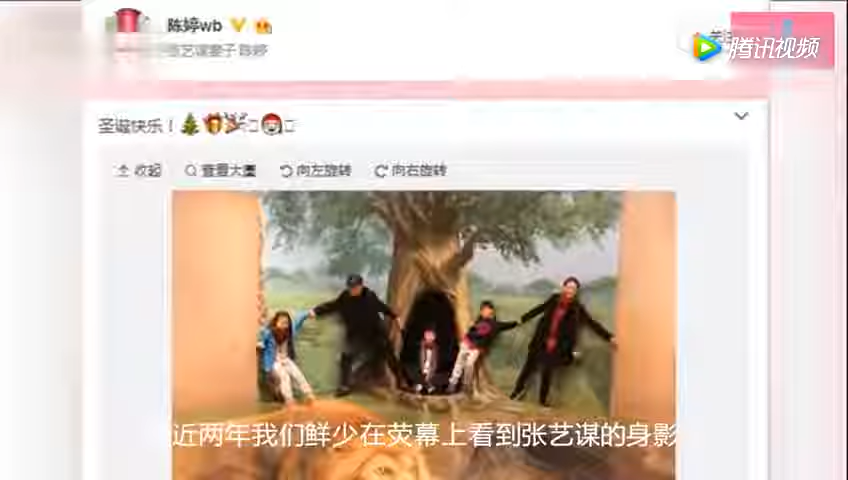 陈婷wb
张艺谋妻子 陈婷
关注
腾讯视频
圣诞快乐！
收起 查看大图 向左旋转 向右旋转
近两年我们鲜少在荧幕上看到张艺谋的身影